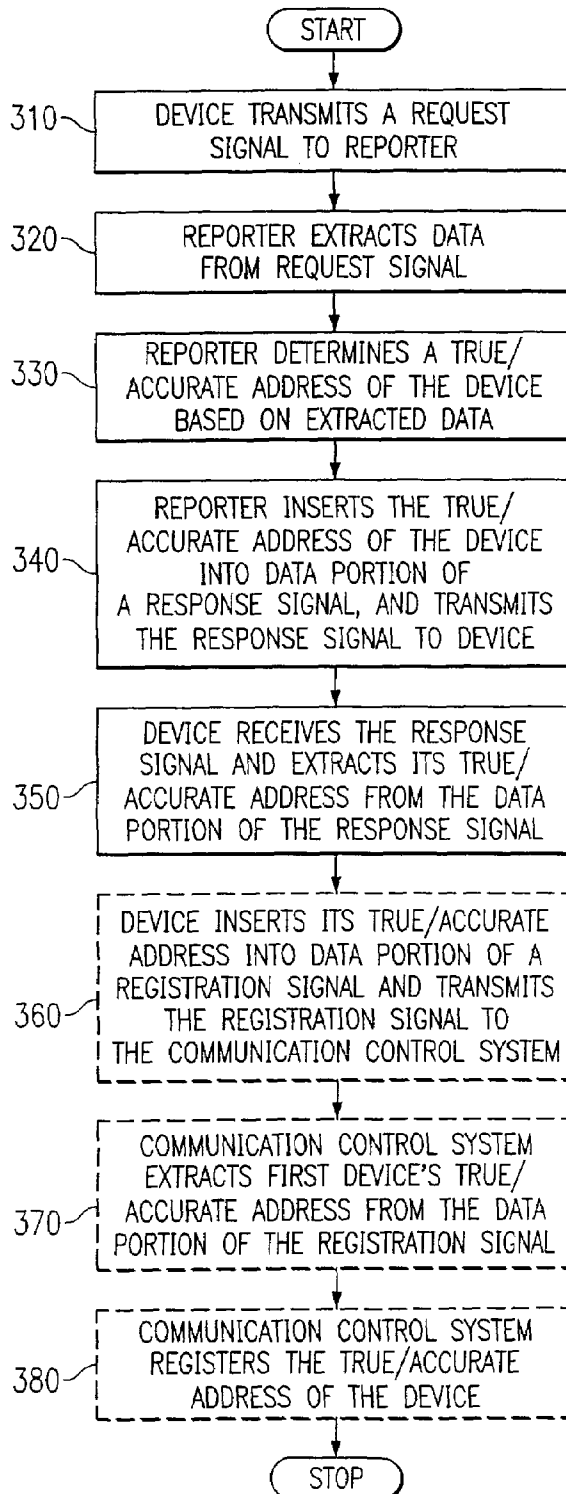 START
310
DEVICE TRANSMITS A REQUEST
SIGNAL TO REPORTER
320
REPORTER EXTRACTS DATA
FROM REQUEST SIGNAL
330
REPORTER DETERMINES A TRUE/
ACCURATE ADDRESS OF THE DEVICE
BASED ON EXTRACTED DATA
340
REPORTER INSERTS THE TRUE/
ACCURATE ADDRESS OF THE DEVICE
INTO DATA PORTION OF
A RESPONSE SIGNAL, AND TRANSMITS
THE RESPONSE SIGNAL TO DEVICE
350
DEVICE RECEIVES THE RESPONSE
SIGNAL AND EXTRACTS ITS TRUE/
ACCURATE ADDRESS FROM THE DATA
PORTION OF THE RESPONSE SIGNAL
360
DEVICE INSERTS ITS TRUE/ACCURATE
ADDRESS INTO DATA PORTION OF A
REGISTRATION SIGNAL AND TRANSMITS
THE REGISTRATION SIGNAL TO
THE COMMUNICATION CONTROL SYSTEM
370
COMMUNICATION CONTROL SYSTEM
EXTRACTS FIRST DEVICE'S TRUE/
ACCURATE ADDRESS FROM THE DATA
PORTION OF THE REGISTRATION SIGNAL
380
COMMUNICATION CONTROL SYSTEM
REGISTERS THE TRUE/ACCURATE
ADDRESS OF THE DEVICE
STOP